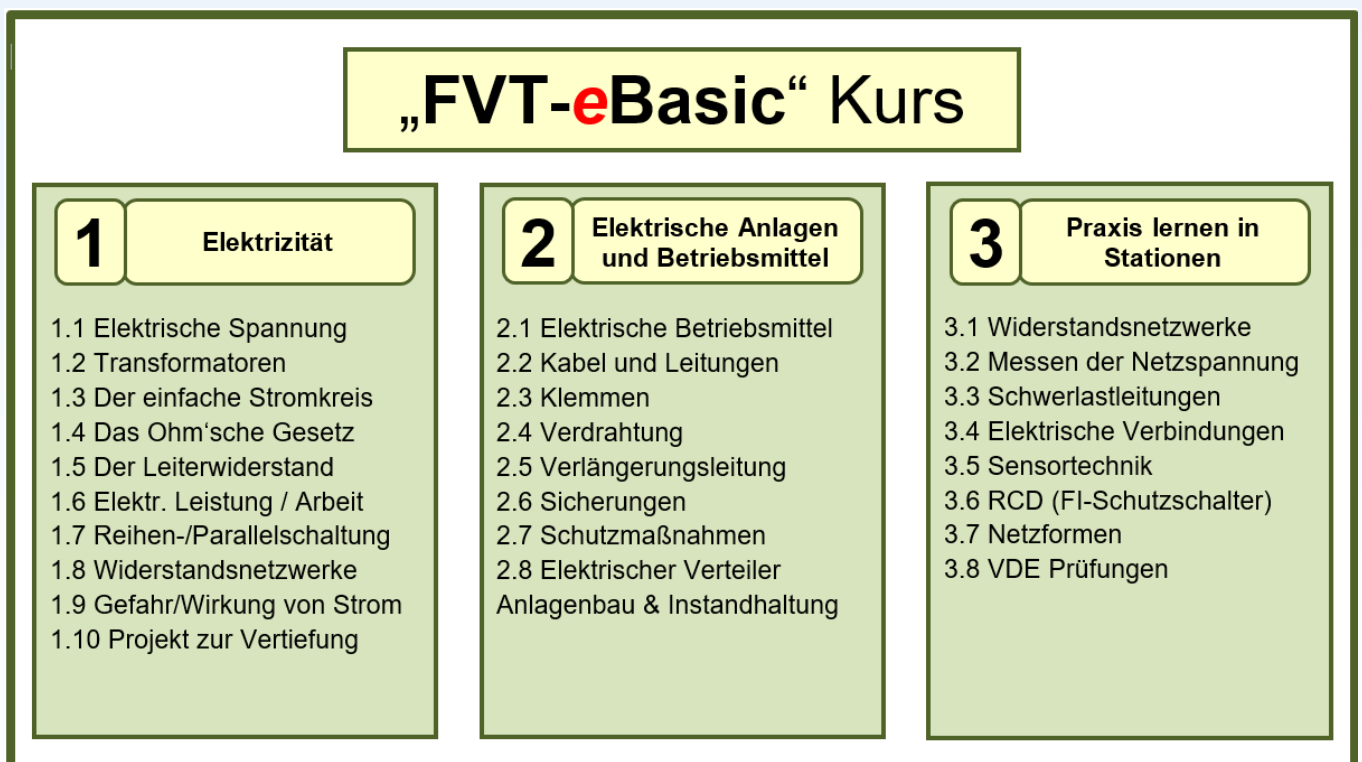 „FVT-eBasic“ Kurs
1
Elektrizität
1.1 Elektrische Spannung
1.2 Transformatoren
1.3 Der einfache Stromkreis
1.4 Das Ohm‘sche Gesetz
1.5 Der Leiterwiderstand
1.6 Elektr. Leistung / Arbeit
1.7 Reihen-/Parallelschaltung
1.8 Widerstandsnetzwerke
1.9 Gefahr/Wirkung von Strom
1.10 Projekt zur Vertiefung
2
Elektrische Anlagen
und Betriebsmittel
2.1 Elektrische Betriebsmittel
2.2 Kabel und Leitungen
2.3 Klemmen
2.4 Verdrahtung
2.5 Verlängerungsleitung
2.6 Sicherungen
2.7 Schutzmaßnahmen
2.8 Elektrischer Verteiler
Anlagenbau & Instandhaltung
3
Praxis lernen in
Stationen
3.1 Widerstandsnetzwerke
3.2 Messen der Netzspannung
3.3 Schwerlastleitungen
3.4 Elektrische Verbindungen
3.5 Sensortechnik
3.6 RCD (FI-Schutzschalter)
3.7 Netzformen
3.8 VDE Prüfungen